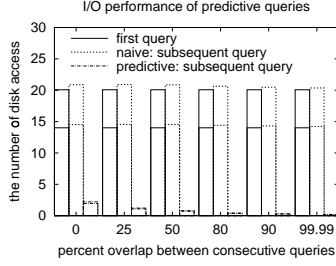 I/O performance of predictive queries
first query
naive: subsequent query
predictive: subsequent query
the number of disk access
30
25
20
15
10
5
0
0 25 50 80 90 99.99
percent overlap between consecutive queries